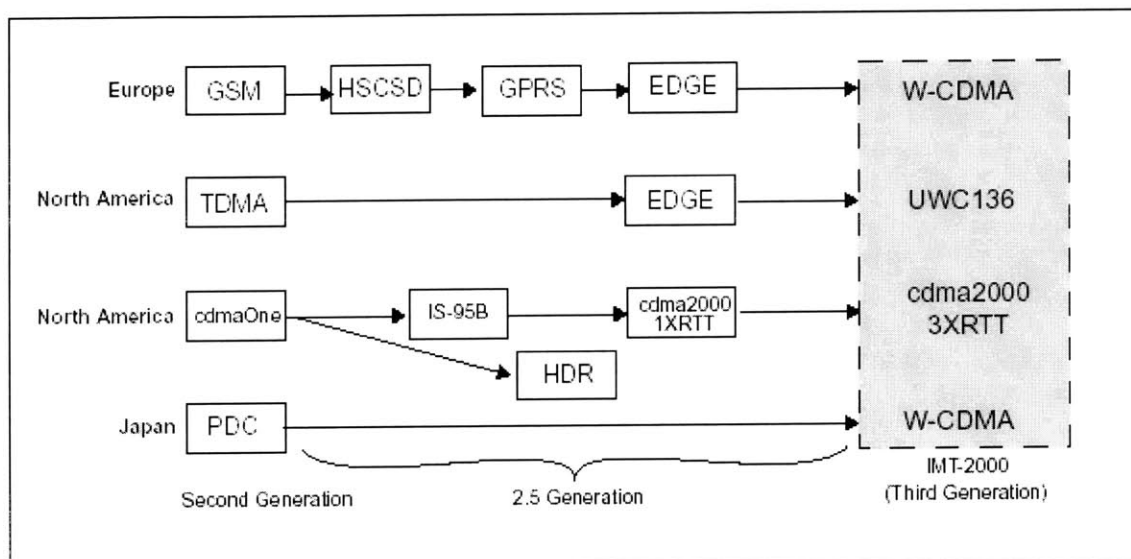 Europe GSM HSCSD GPRS EDGE W-CDMA
North America TDMA EDGE UWC136
North America cdmaOne IS-95B cdma2000 1XRTT cdma2000 3XRTT
HDR
Japan PDC W-CDMA
Second Generation 2.5 Generation IMT-2000
(Third Generation)